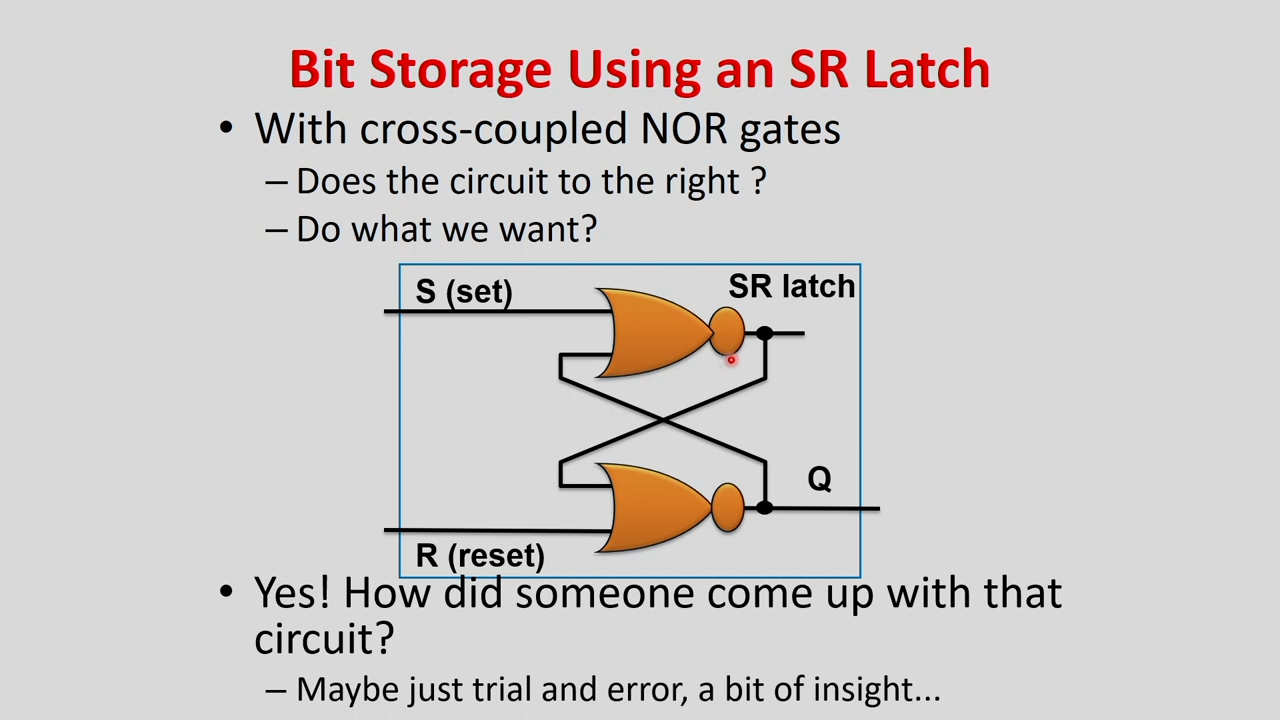 Bit Storage Using an SR Latch
• With cross-coupled NOR gates
– Does the circuit to the right ?
– Do what we want?
S (set)
SR latch
Q
R (reset)
• Yes! How did someone come up with that
circuit?
– Maybe just trial and error, a bit of insight...